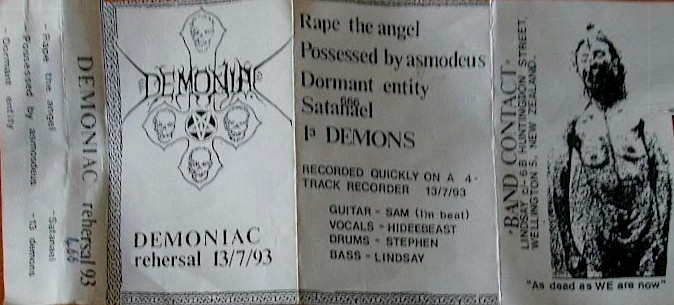 - Rape the angel
- Possessed by asmodeus
- Dormant entity
- Satanael
- 13 demons
DEMONIAC rehersal 93
DEMONIAC
DEMONIAC
rehersal 13/7/93
Rape the angel
Possessed by asmodeus
Dormant entity
666
Satanael
13 DEMONS
RECORDED QUICKLY ON A 4-
TRACK RECORDER 13/7/93
GUITAR - SAM (I'm beat)
VOCALS - HIDEEBEAST
DRUMS - STEPHEN
BASS - LINDSAY
"BAND CONTACT"
LINDSAY c/- 6B HUNTINGDON STREET,
WELLINGTON 5, NEW ZEALAND.
"As dead as WE are now"